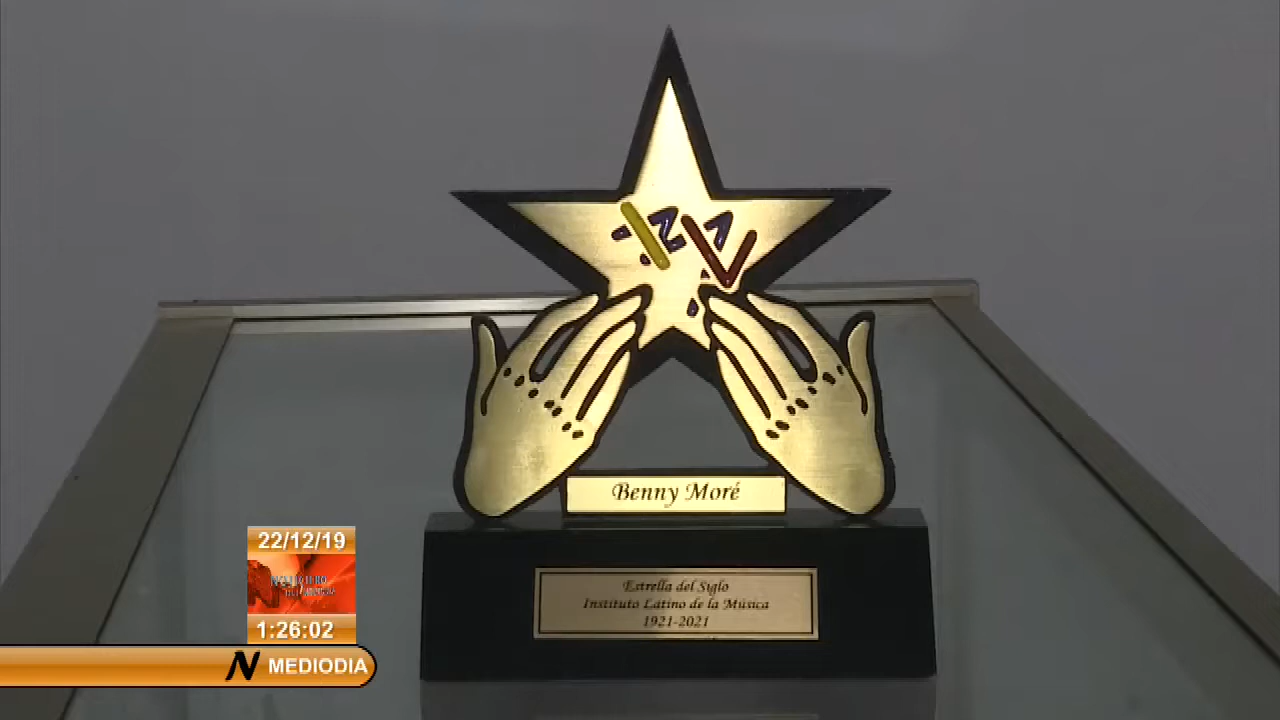 Benny Moré
Estrella del Siglo
Instituto Latino de la Música
1921-2021
22/12/19
NOTICIERO
1:26:02
N MEDIODIA